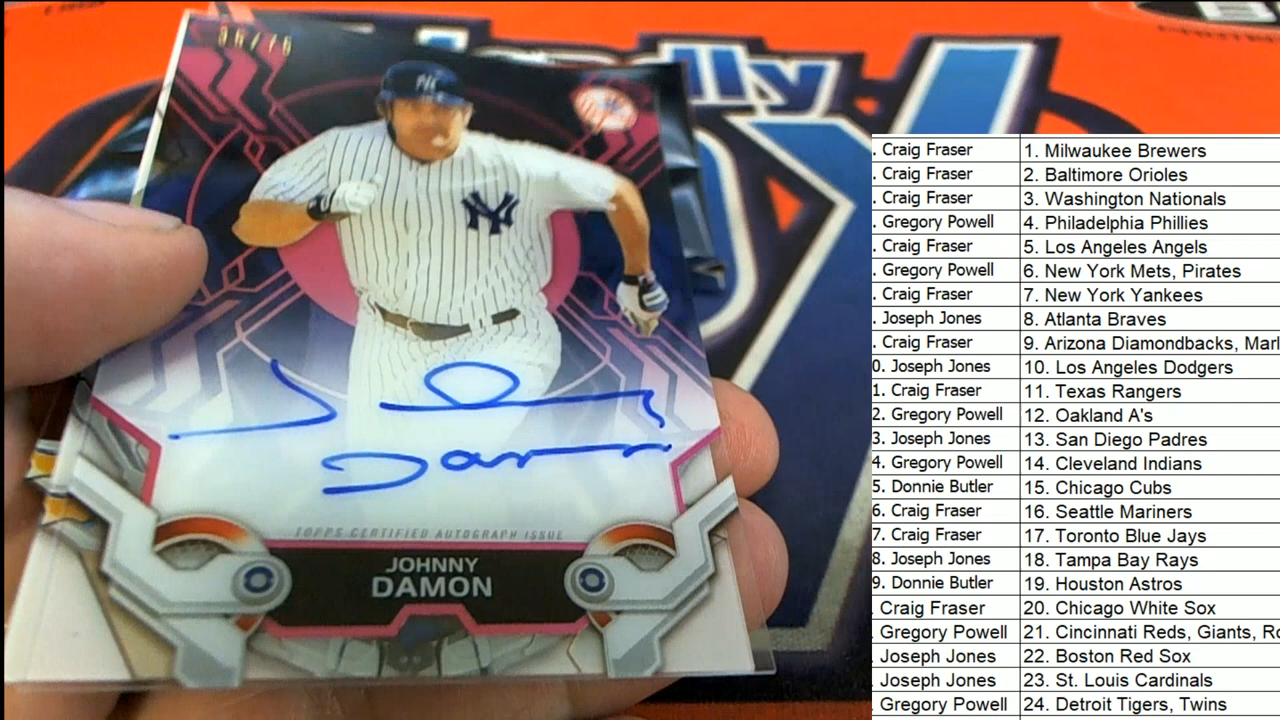 36/76
NY
NY
TOPPS CERTIFIED AUTOGRAPH ISSUE
JOHNNY
DAMON
. Craig Fraser 1. Milwaukee Brewers
. Craig Fraser 2. Baltimore Orioles
. Craig Fraser 3. Washington Nationals
. Gregory Powell 4. Philadelphia Phillies
. Craig Fraser 5. Los Angeles Angels
. Gregory Powell 6. New York Mets, Pirates
. Craig Fraser 7. New York Yankees
. Joseph Jones 8. Atlanta Braves
. Craig Fraser 9. Arizona Diamondbacks, Marl
0. Joseph Jones 10. Los Angeles Dodgers
1. Craig Fraser 11. Texas Rangers
2. Gregory Powell 12. Oakland A's
3. Joseph Jones 13. San Diego Padres
4. Gregory Powell 14. Cleveland Indians
5. Donnie Butler 15. Chicago Cubs
6. Craig Fraser 16. Seattle Mariners
7. Craig Fraser 17. Toronto Blue Jays
8. Joseph Jones 18. Tampa Bay Rays
9. Donnie Butler 19. Houston Astros
. Craig Fraser 20. Chicago White Sox
. Gregory Powell 21. Cincinnati Reds, Giants, Ro
. Joseph Jones 22. Boston Red Sox
. Joseph Jones 23. St. Louis Cardinals
. Gregory Powell 24. Detroit Tigers, Twins